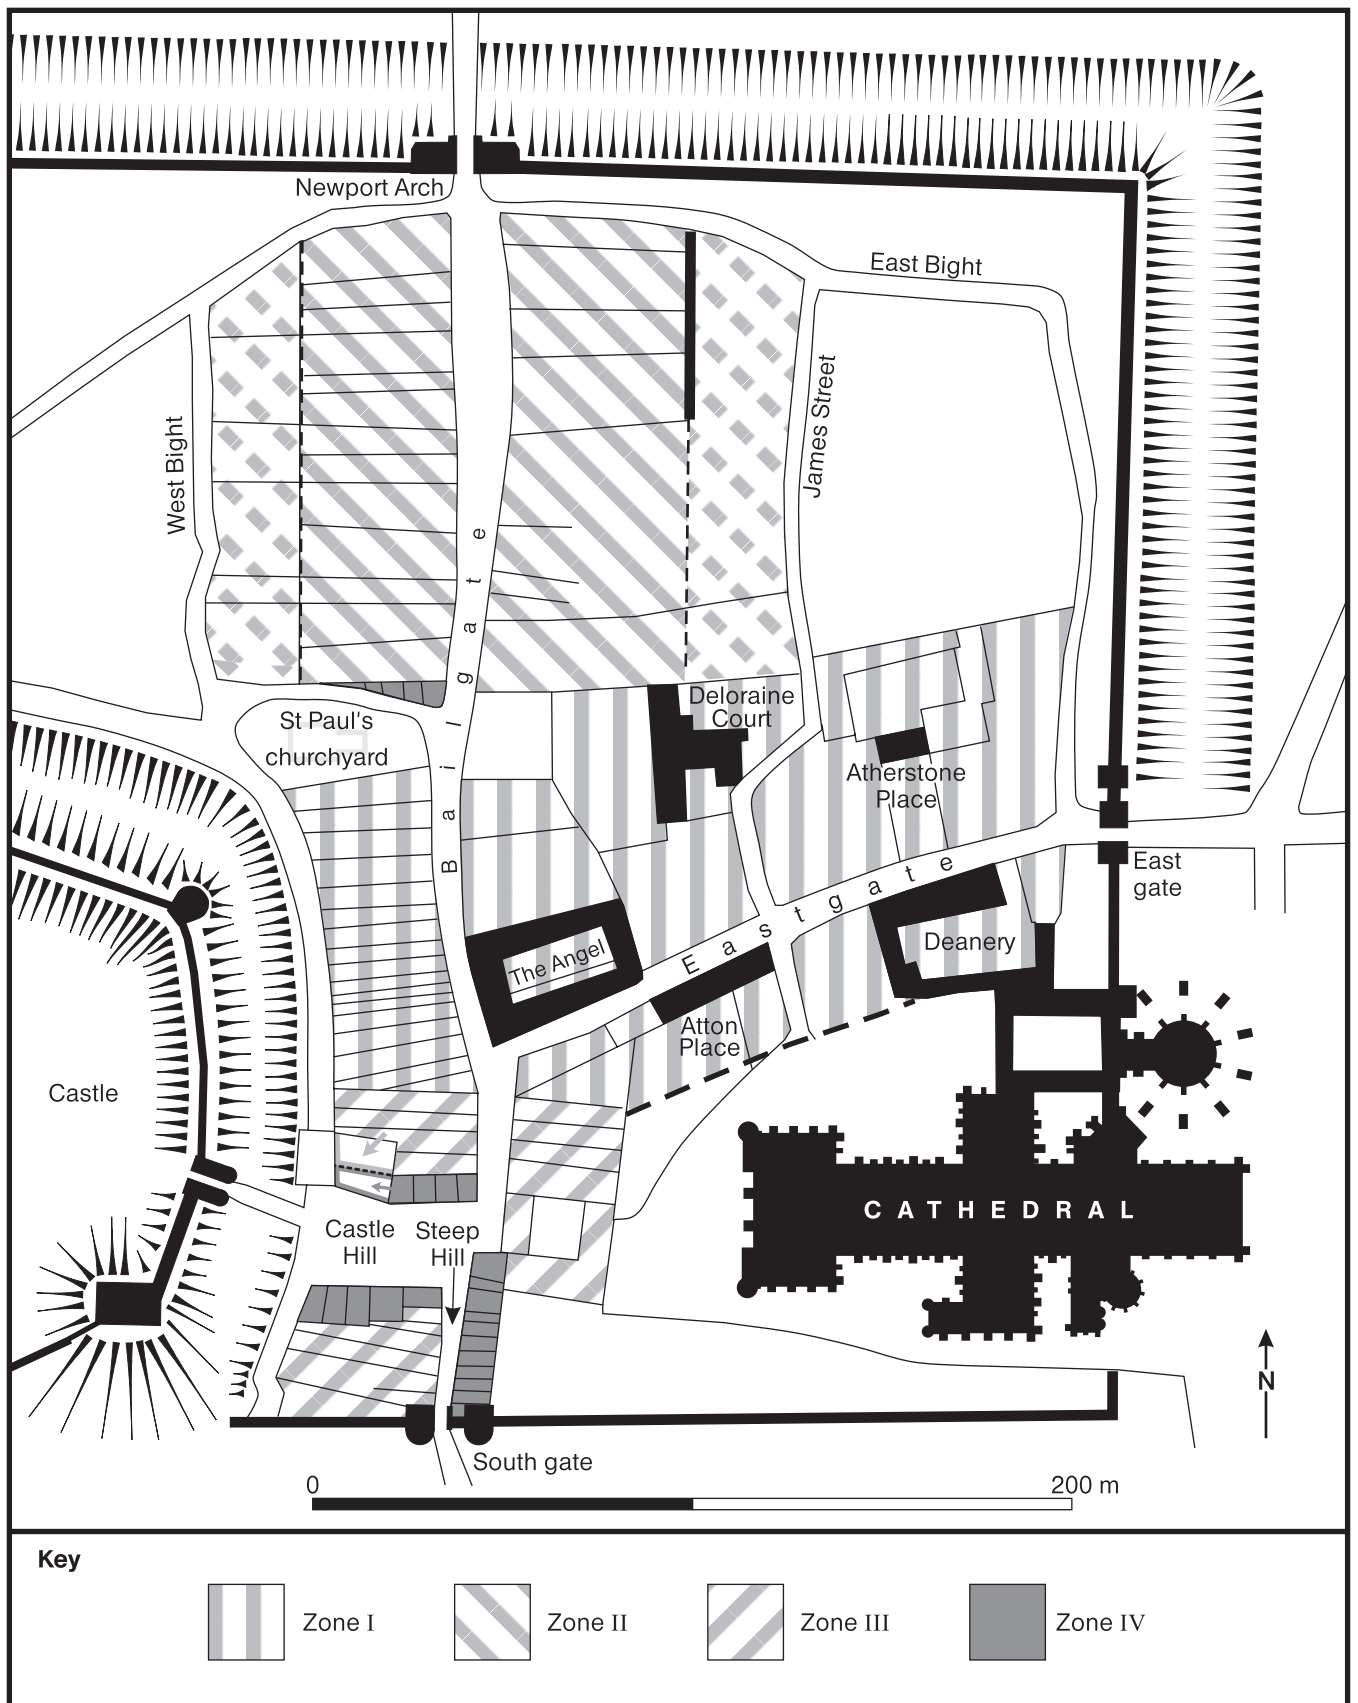 Newport Arch
East Bight
James Street
West Bight
Bailgate
Deloraine
Court
St Paul's
churchyard
Atherstone
Place
Eastgate
East
gate
Deanery
The Angel
Atton
Place
Castle
CATHEDRAL
Castle
Hill
Steep
Hill
N
South gate
0
200 m
Key
Zone I
Zone II
Zone III
Zone IV